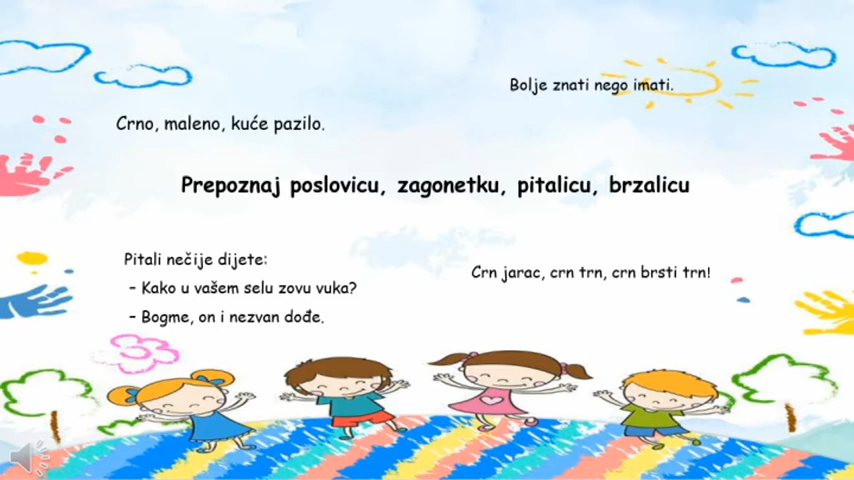 Bolje znati nego imati.
Crno, maleno, kuće pazilo.
Prepoznaj poslovicu, zagonetku, pitalicu, brzalicu
Pitali nečije dijete:
– Kako u vašem selu zovu vuka?
– Bogme, on i nezvan dođe.
Crn jarac, crn trn, crn brsti trn!